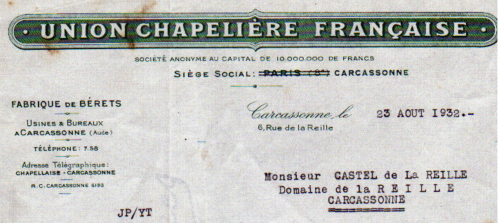 · UNION CHAPELIÈRE FRANÇAISE ·
SOCIÉTÉ ANONYME AU CAPITAL DE 10.000.000 DE FRANCS
SIÈGE SOCIAL: PARIS (8e) CARCASSONNE
FABRIQUE DE BÉRETS
USINES & BUREAUX
A CARCASSONNE (Aude)
TÉLÉPHONE: 7-58
Adresse Télégraphique:
CHAPELLAISE - CARCASSONNE
R.C. CARCASSONNE 5153
Carcassonne, le 23 AOUT 1932.-
6, Rue de la Reille
Monsieur CASTEL de La REILLE
Domaine de la REILLE
CARCASSONNE
JP/YT